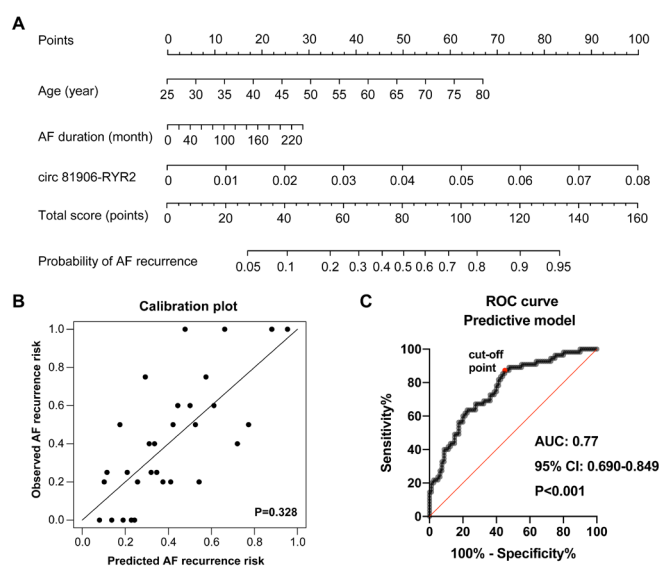 A
Points 0 10 20 30 40 50 60 70 80 90 100
Age (year) 25 30 35 40 45 50 55 60 65 70 75 80
AF duration (month) 0 40 100 160 220
circ 81906-RYR2 0 0.01 0.02 0.03 0.04 0.05 0.06 0.07 0.08
Total score (points) 0 20 40 60 80 100 120 140 160
Probability of AF recurrence 0.05 0.1 0.2 0.3 0.4 0.5 0.6 0.7 0.8 0.9 0.95
B
Calibration plot
Observed AF recurrence risk
1.0
0.8
0.6
0.4
0.2
0.0
P=0.328
0.0 0.2 0.4 0.6 0.8 1.0
Predicted AF recurrence risk
C
ROC curve
Predictive model
Sensitivity%
100
80
60
40
20
0
cut-off
point
AUC: 0.77
95% CI: 0.690-0.849
P<0.001
0 20 40 60 80 100
100% - Specificity%